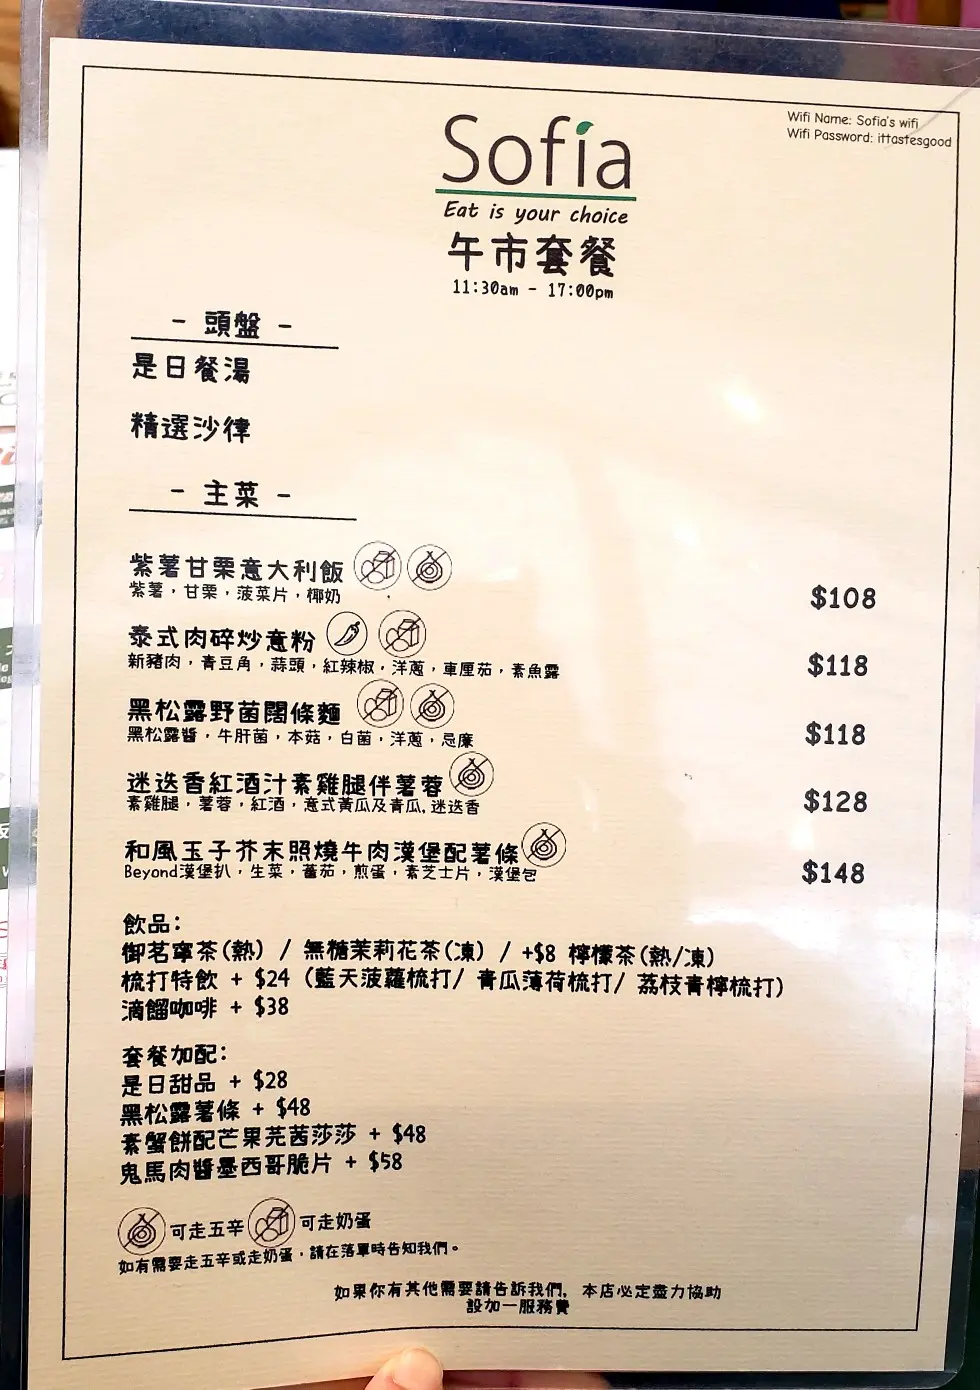 Wifi Name: Sofia's wifi
Wifi Password: ittastesgood
Sofia
Eat is your choice
午市套餐
11:30am - 17:00pm
- 頭盤 -
是日餐湯
精選沙律
- 主菜 -
紫薯甘栗意大利飯
紫薯，甘栗，菠菜片，椰奶
$108
泰式肉碎炒意粉
新豬肉，青豆角，蒜頭，紅辣椒，洋蔥，車厘茄，素魚露
$118
黑松露野菌闊條麵
黑松露醬，牛肝菌，本菇，白菌，洋蔥，忌廉
$118
迷迭香紅酒汁素雞腿伴薯蓉
素雞腿，薯蓉，紅酒，意式黃瓜及青瓜, 迷迭香
$128
和風玉子芥末照燒牛肉漢堡配薯條
Beyond漢堡扒，生菜，蕃茄，煎蛋，素芝士片，漢堡包
$148
飲品:
御茗寧茶(熱) / 無糖茉莉花茶(凍) / +$8 檸檬茶(熱/凍)
梳打特飲 + $24 (藍天菠蘿梳打/ 青瓜薄荷梳打/ 荔枝青檸梳打)
滴餾咖啡 + $38
套餐加配:
是日甜品 + $28
黑松露薯條 + $48
素蟹餅配芒果芫茜莎莎 + $48
鬼馬肉醬墨西哥脆片 + $58
可走五辛 可走奶蛋
如有需要走五辛或走奶蛋，請在落單時告知我們。
如果你有其他需要請告訴我們, 本店必定盡力協助
設加一服務費